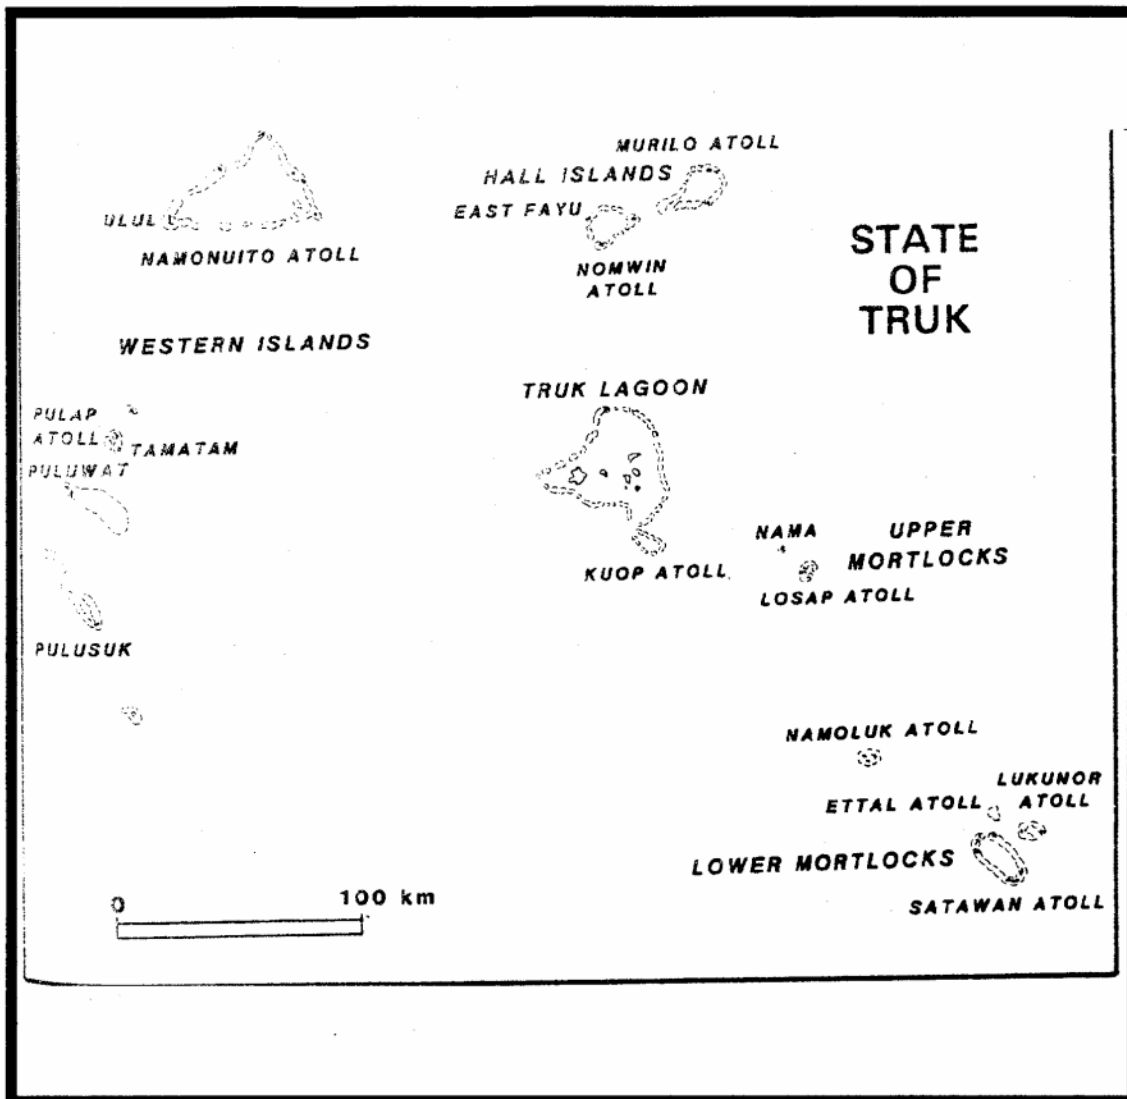 MURILO ATOLL
HALL ISLANDS
EAST FAYU
ULUL
NAMONUITO ATOLL
NOMWIN
ATOLL
STATE
OF
TRUK
WESTERN ISLANDS
TRUK LAGOON
PULAP
ATOLL
TAMATAM
PULUWAT
NAMA
UPPER
MORTLOCKS
KUOP ATOLL
LOSAP ATOLL
PULUSUK
NAMOLUK ATOLL
LUKUNOR
ATOLL
ETTAL ATOLL
LOWER MORTLOCKS
SATAWAN ATOLL
0
100 km